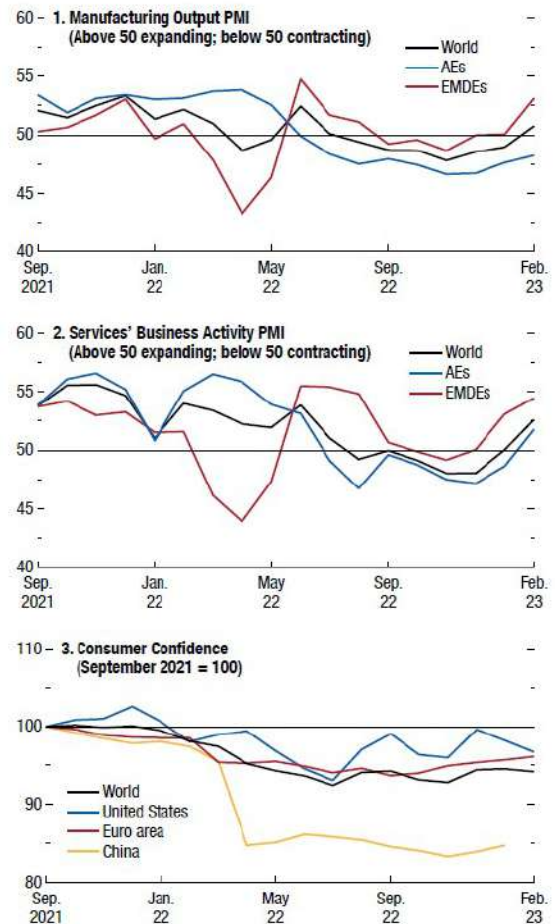 1. Manufacturing Output PMI
(Above 50 expanding; below 50 contracting)
World
AEs
EMDEs
60
55
50
45
40
Sep.
2021
Jan.
22
May
22
Sep.
22
Feb.
23
2. Services' Business Activity PMI
(Above 50 expanding; below 50 contracting)
World
AEs
EMDEs
60
55
50
45
40
Sep.
2021
Jan.
22
May
22
Sep.
22
Feb.
23
3. Consumer Confidence
(September 2021 = 100)
110
100
90
80
World
United States
Euro area
China
Sep.
2021
Jan.
22
May
22
Sep.
22
Feb.
23